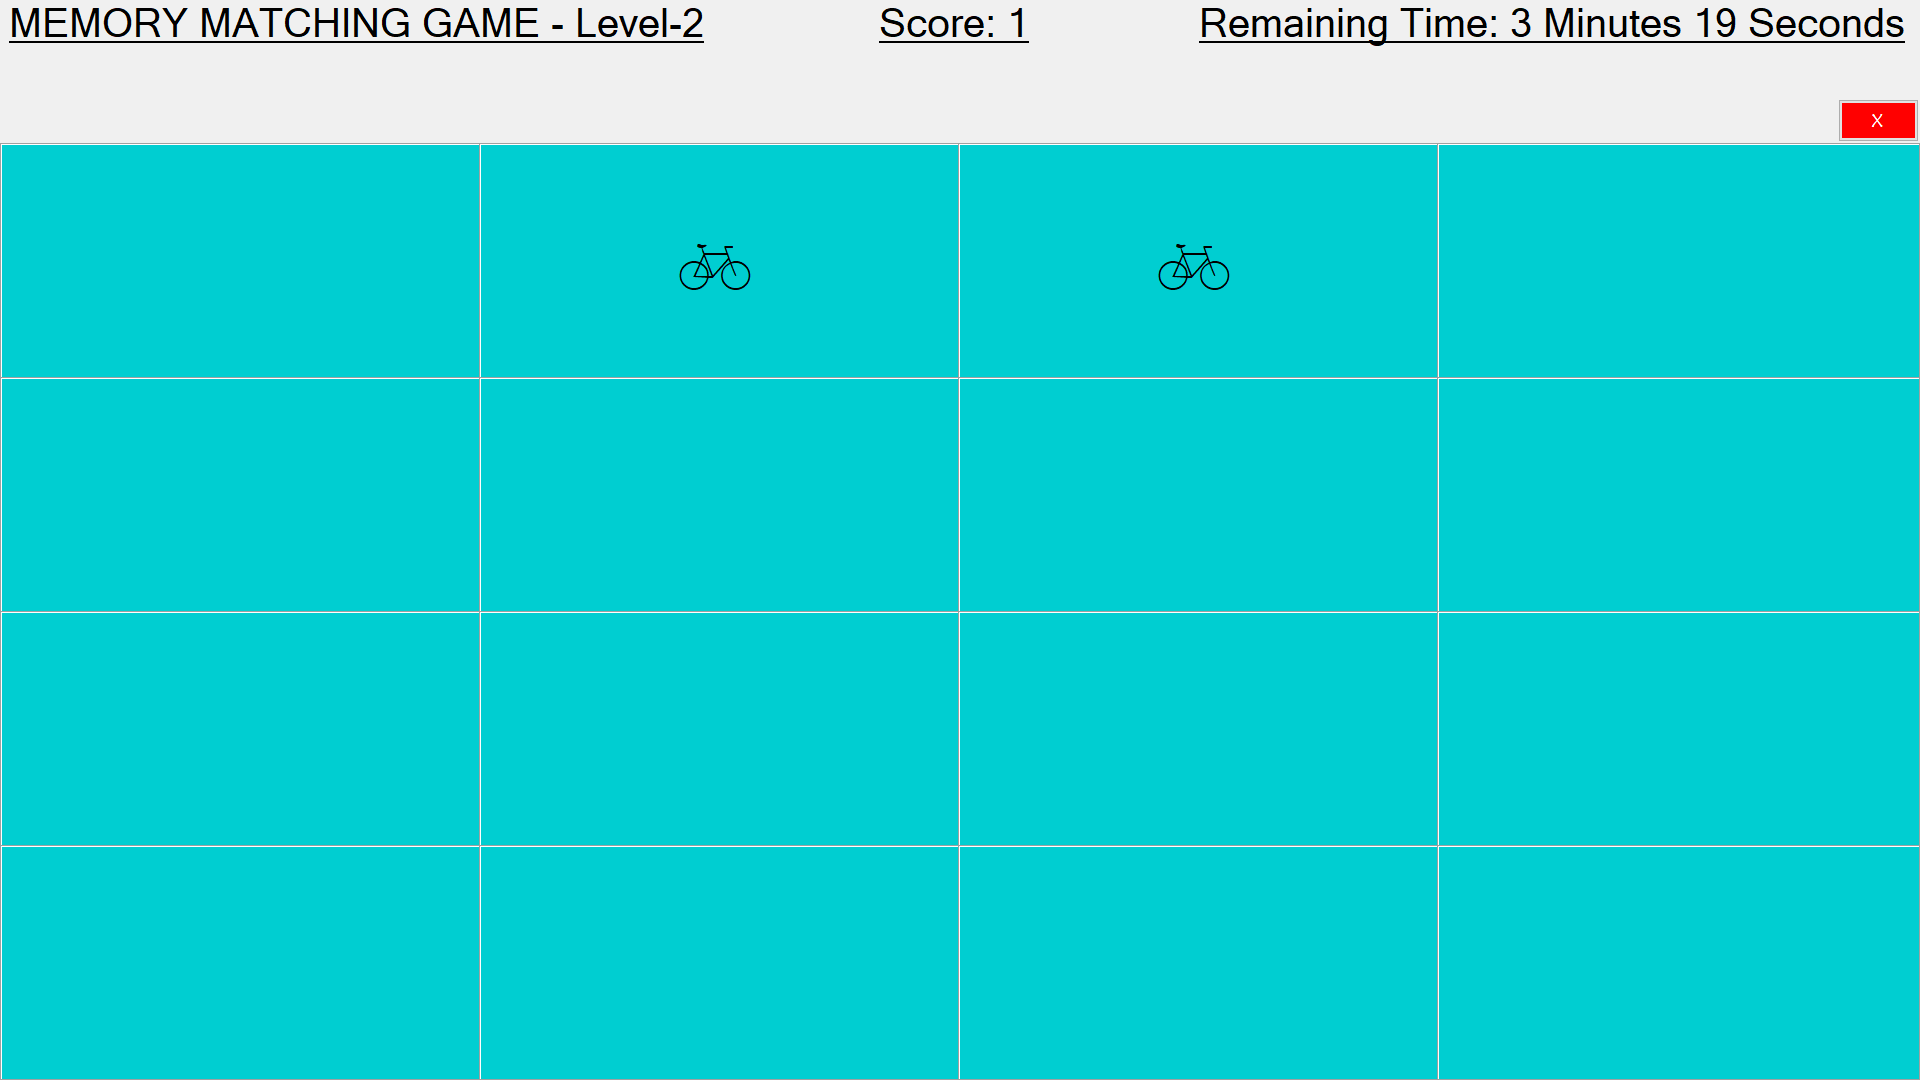 MEMORY MATCHING GAME - Level-2
Score: 1
Remaining Time: 3 Minutes 19 Seconds
X